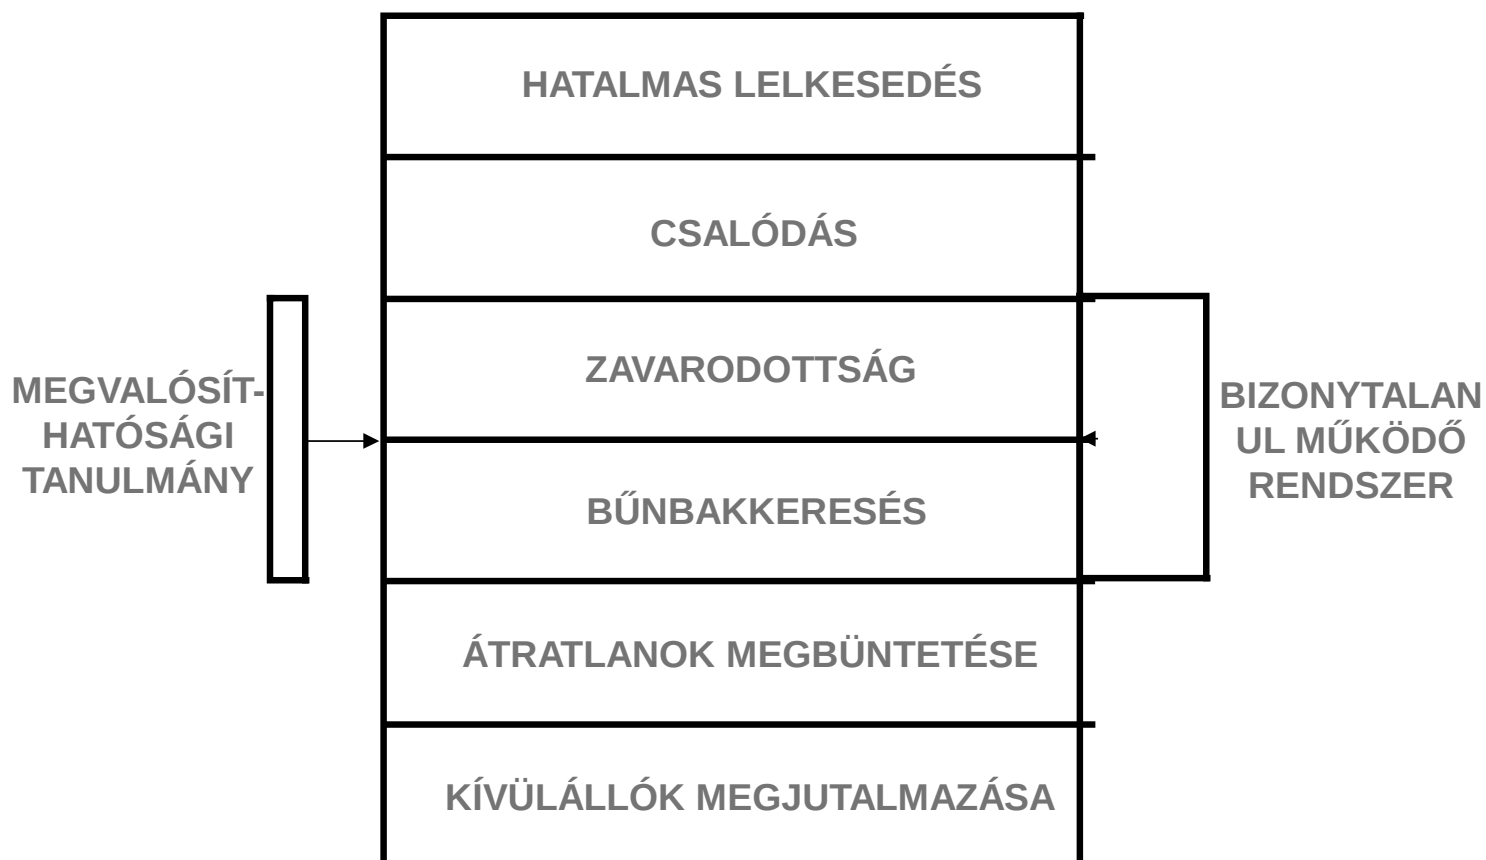 HATALMAS LELKESEDÉS
CSALÓDÁS
ZAVARODOTTSÁG
MEGVALÓSÍT-
HATÓSÁGI
TANULMÁNY
BIZONYTALAN
UL MŰKÖDŐ
RENDSZER
BŰNBAKKERESÉS
ÁTRATLANOK MEGBÜNTETÉSE
KÍVÜLÁLLÓK MEGJUTALMAZÁSA